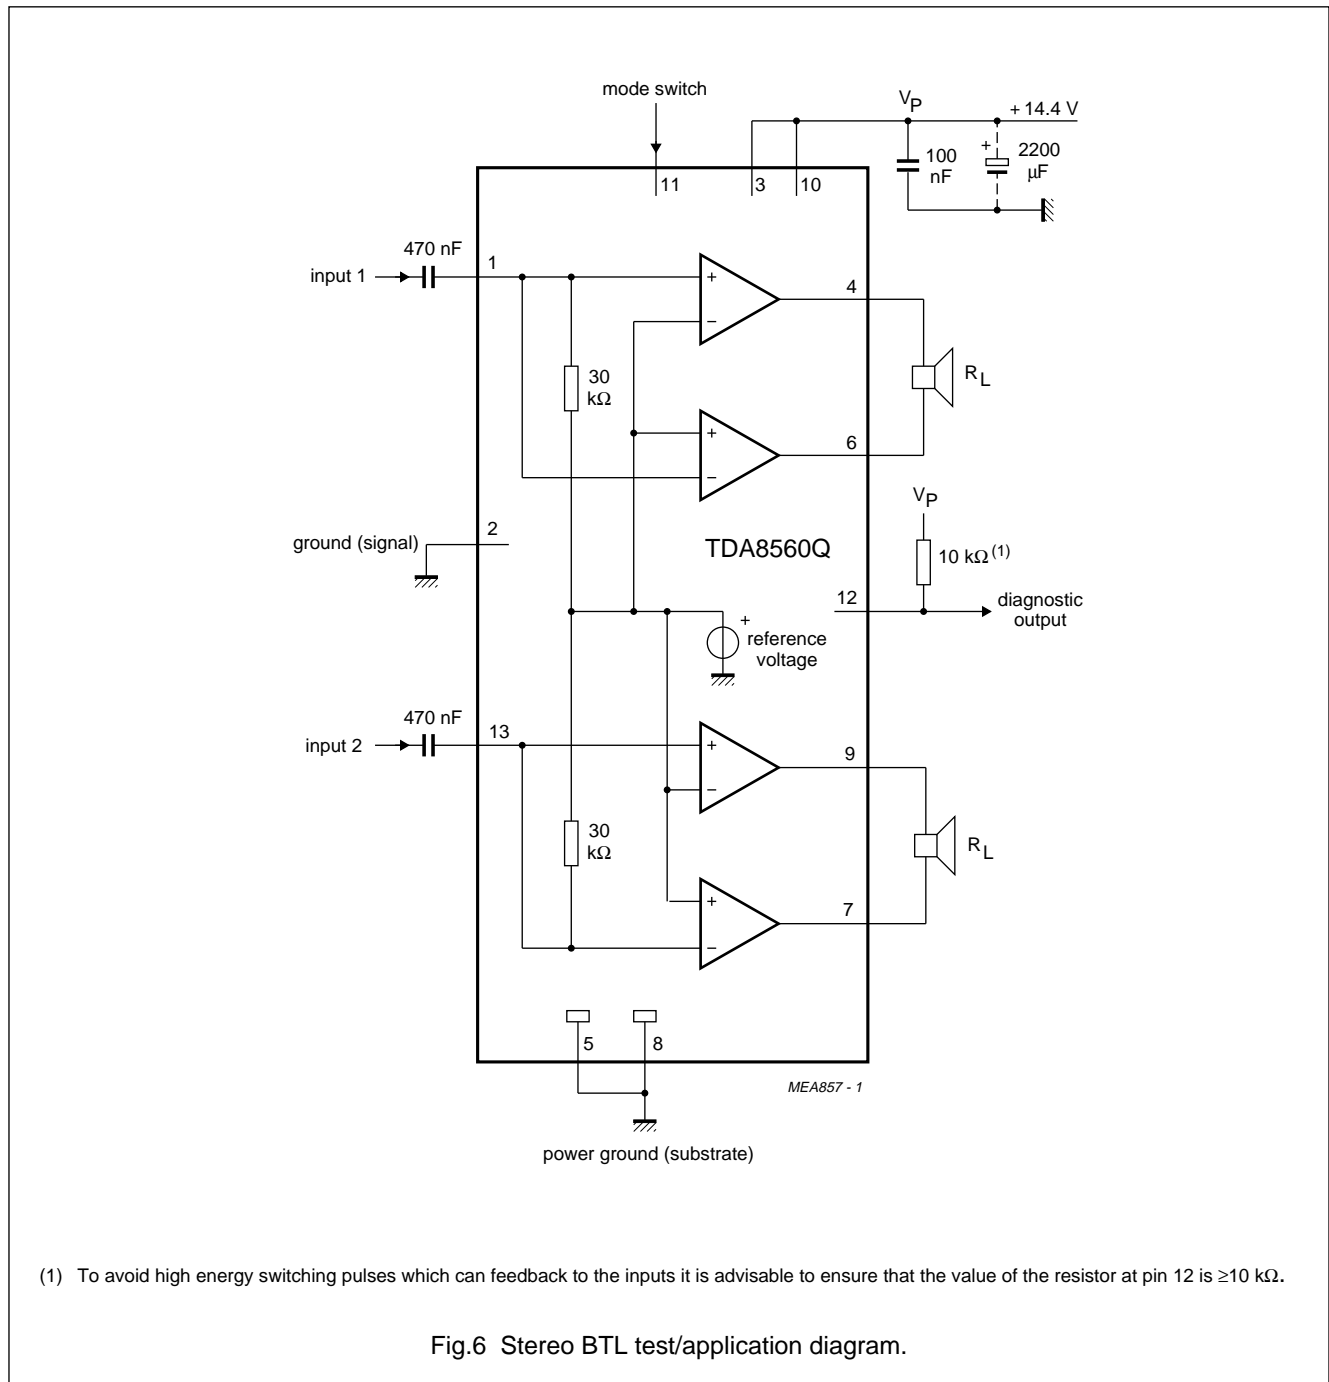 mode switch
V_P
+ 14.4 V
100 nF
2200 µF
11
3
10
470 nF
1
input 1
+
−
4
30 kΩ
R_L
+
−
6
V_P
2
ground (signal)
TDA8560Q
10 kΩ (1)
12
diagnostic output
+
reference voltage
470 nF
13
input 2
+
−
9
30 kΩ
R_L
+
−
7
5
8
MEA857 - 1
power ground (substrate)
(1) To avoid high energy switching pulses which can feedback to the inputs it is advisable to ensure that the value of the resistor at pin 12 is ≥10 kΩ.
Fig.6 Stereo BTL test/application diagram.